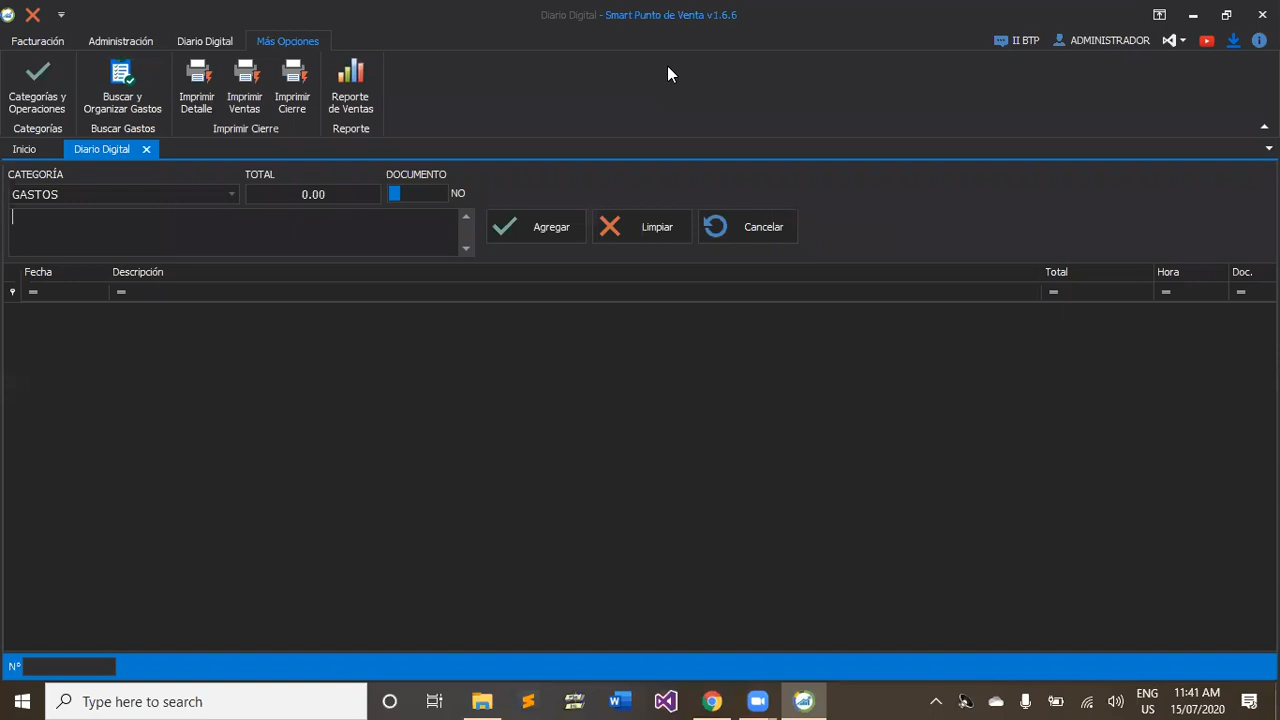 Diario Digital - Smart Punto de Venta v1.6.6
Facturación Administración Diario Digital Más Opciones II BTP ADMINISTRADOR
Categorías y Operaciones
Buscar y Organizar Gastos
Imprimir Detalle
Imprimir Ventas
Imprimir Cierre
Reporte de Ventas
Categorías Buscar Gastos Imprimir Cierre Reporte
Inicio Diario Digital
CATEGORÍA TOTAL DOCUMENTO
GASTOS 0.00 NO
Agregar Limpiar Cancelar
Fecha Descripción Total Hora Doc.
= = = = =
Nº
Type here to search
ENG US
11:41 AM
15/07/2020